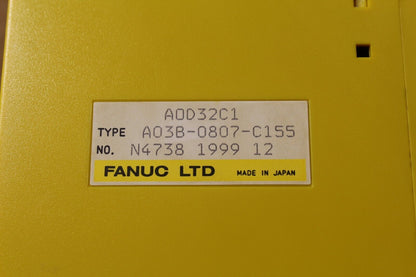 AOD32C1
TYPE A03B-0807-C155
NO. N4738 1999 12
FANUC LTD MADE IN JAPAN